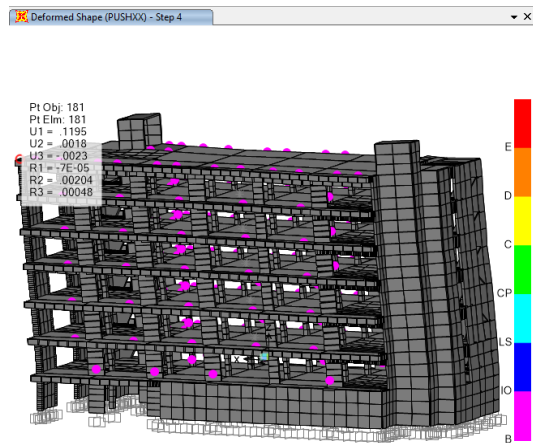 Deformed Shape (PUSHXX) - Step 4
Pt Obj: 181
Pt Elm: 181
U1 = .1195
U2 = .0018
U3 = -.0023
R1 = -7E-05
R2 = .00204
R3 = .00048
E
D
C
CP
LS
IO
B
X